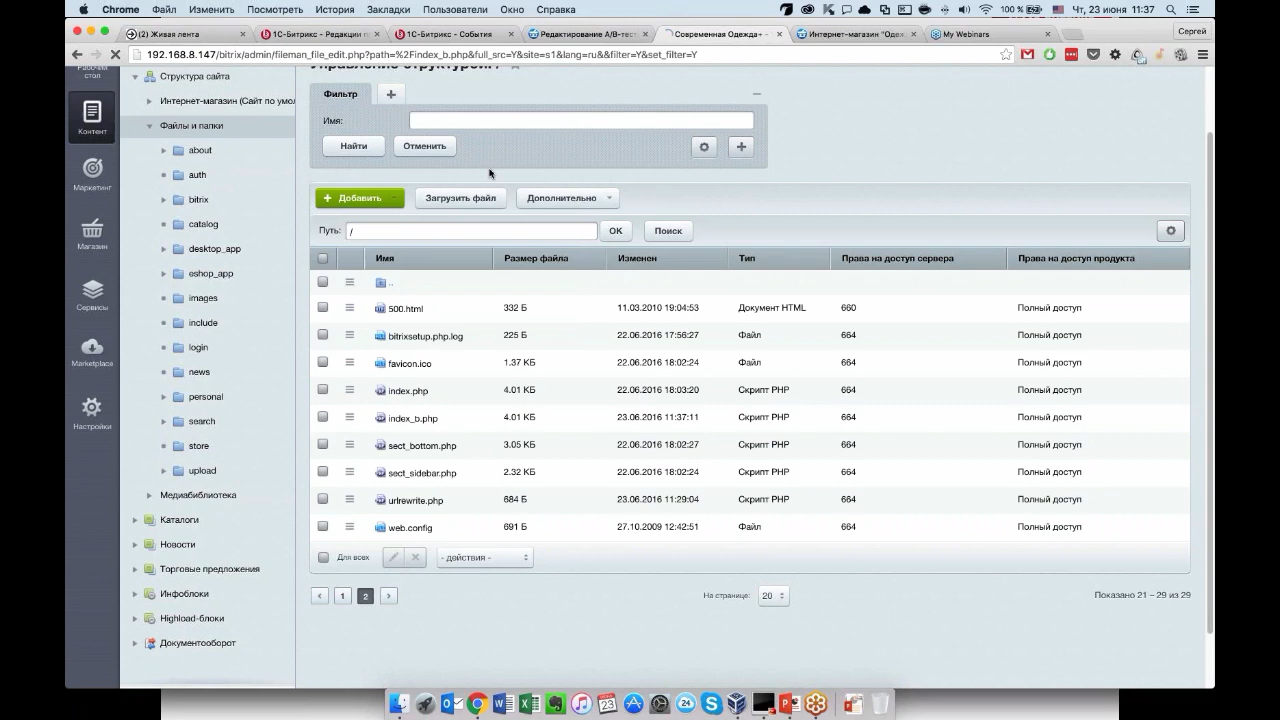 Chrome Файл Изменить Посмотреть История Закладки Пользователи Окно Справка 100 % Чт, 23 июня 11:37
(2) Живая лента × 1С-Битрикс - Редакции п × 1С-Битрикс - События × Редактирование A/B-тест × Современная Одежда+ × Интернет-магазин "Одеж × My Webinars × Сергей
192.168.8.147/bitrix/admin/fileman_file_edit.php?path=%2Findex_b.php&full_src=Y&site=s1&lang=ru&&filter=Y&set_filter=Y
стол
Контент
Маркетинг
Магазин
Сервисы
Marketplace
Настройки
Структура сайта
Интернет-магазин (Сайт по умол
Файлы и папки
about
auth
bitrix
catalog
desktop_app
eshop_app
images
include
login
news
personal
search
store
upload
Медиабиблиотека
Каталоги
Новости
Торговые предложения
Инфоблоки
Highload-блоки
Документооборот
Фильтр +
Имя:
Найти Отменить
+ Добавить Загрузить файл Дополнительно
Путь: / OK Поиск
Имя Размер файла Изменен Тип Права на доступ сервера Права на доступ продукта
..
500.html 332 Б 11.03.2010 19:04:53 Документ HTML 660 Полный доступ
bitrixsetup.php.log 225 Б 22.06.2016 17:56:27 Файл 664 Полный доступ
favicon.ico 1.37 КБ 22.06.2016 18:02:24 Файл 664 Полный доступ
index.php 4.01 КБ 22.06.2016 18:03:20 Скрипт PHP 664 Полный доступ
index_b.php 4.01 КБ 23.06.2016 11:37:11 Скрипт PHP 664 Полный доступ
sect_bottom.php 3.05 КБ 22.06.2016 18:02:27 Скрипт PHP 664 Полный доступ
sect_sidebar.php 2.32 КБ 22.06.2016 18:02:24 Скрипт PHP 664 Полный доступ
urlrewrite.php 684 Б 23.06.2016 11:29:04 Скрипт PHP 664 Полный доступ
web.config 691 Б 27.10.2009 12:42:51 Файл 664 Полный доступ
Для всех - действия -
1 2 На странице: 20 Показано 21 – 29 из 29